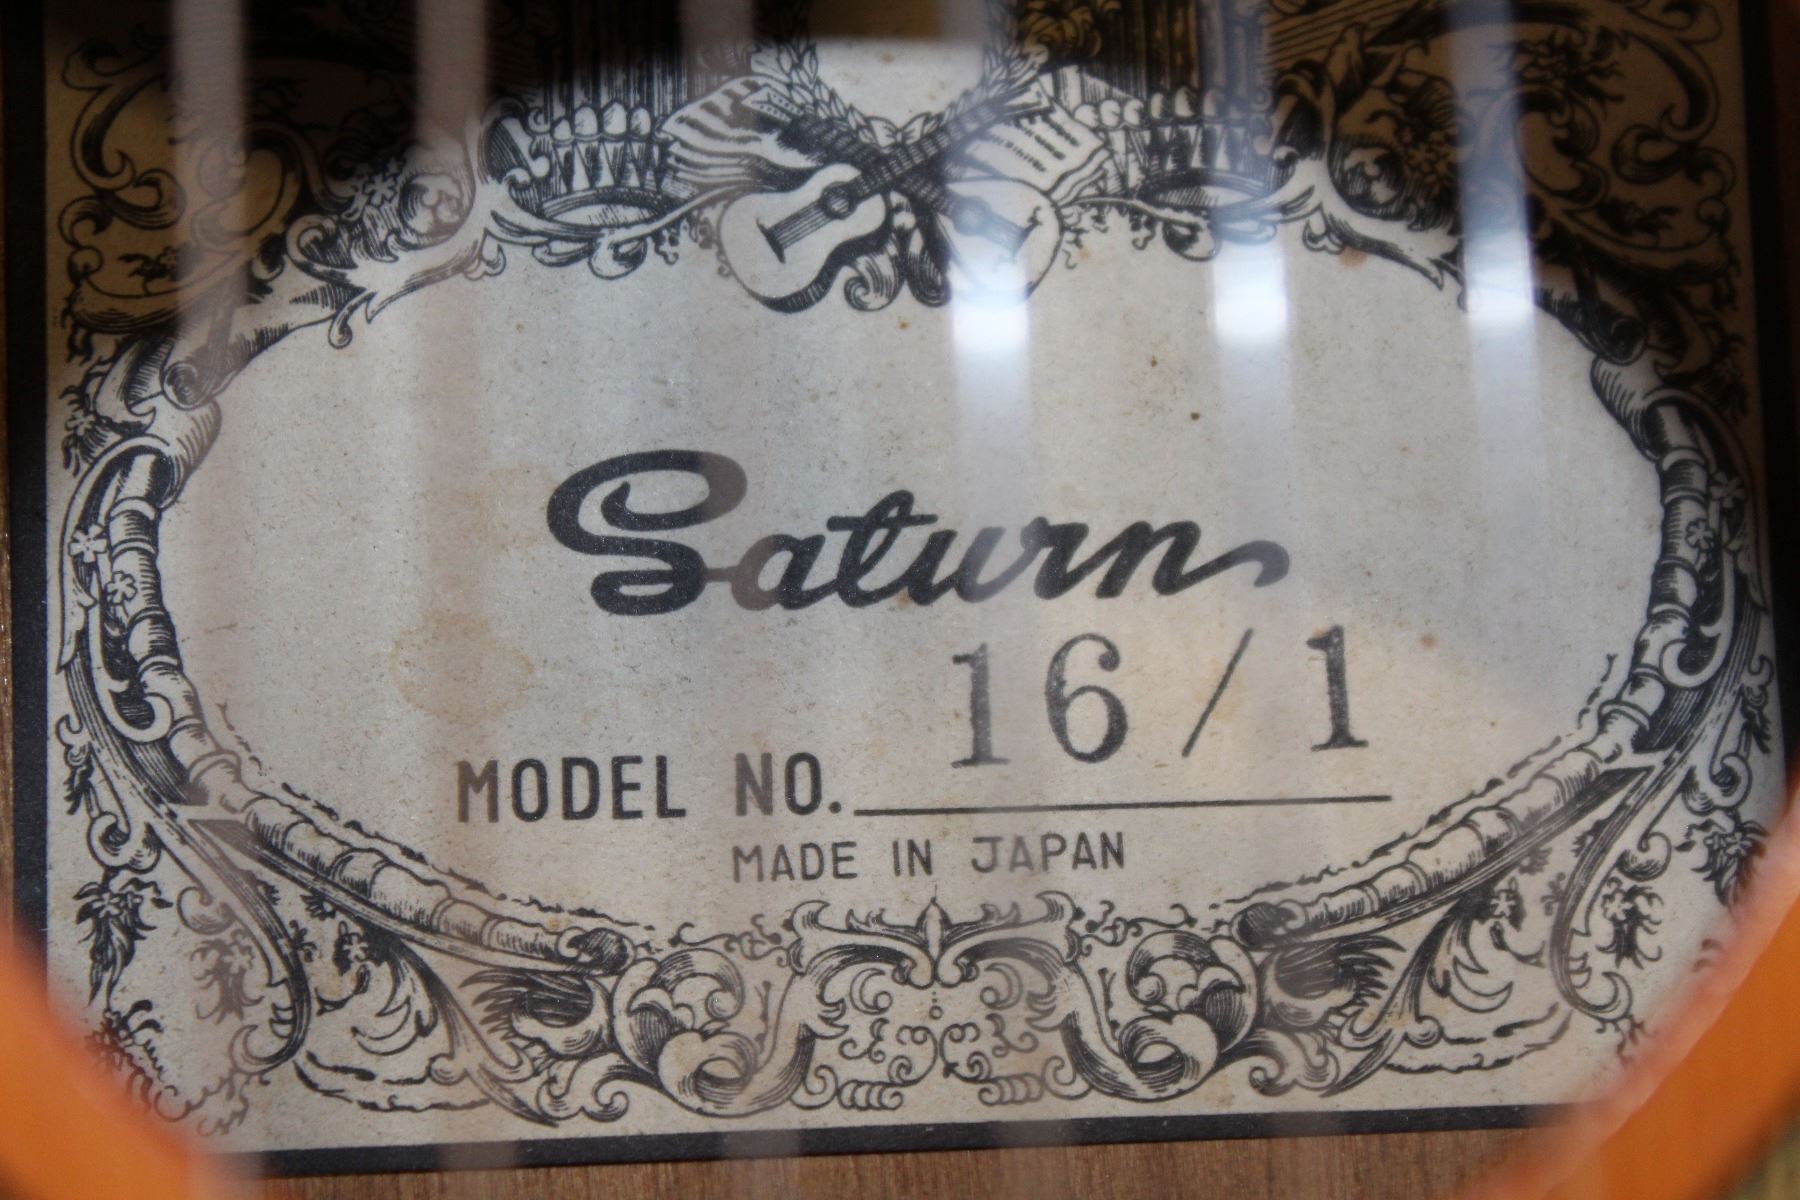 Saturn
MODEL NO. 16/1
MADE IN JAPAN